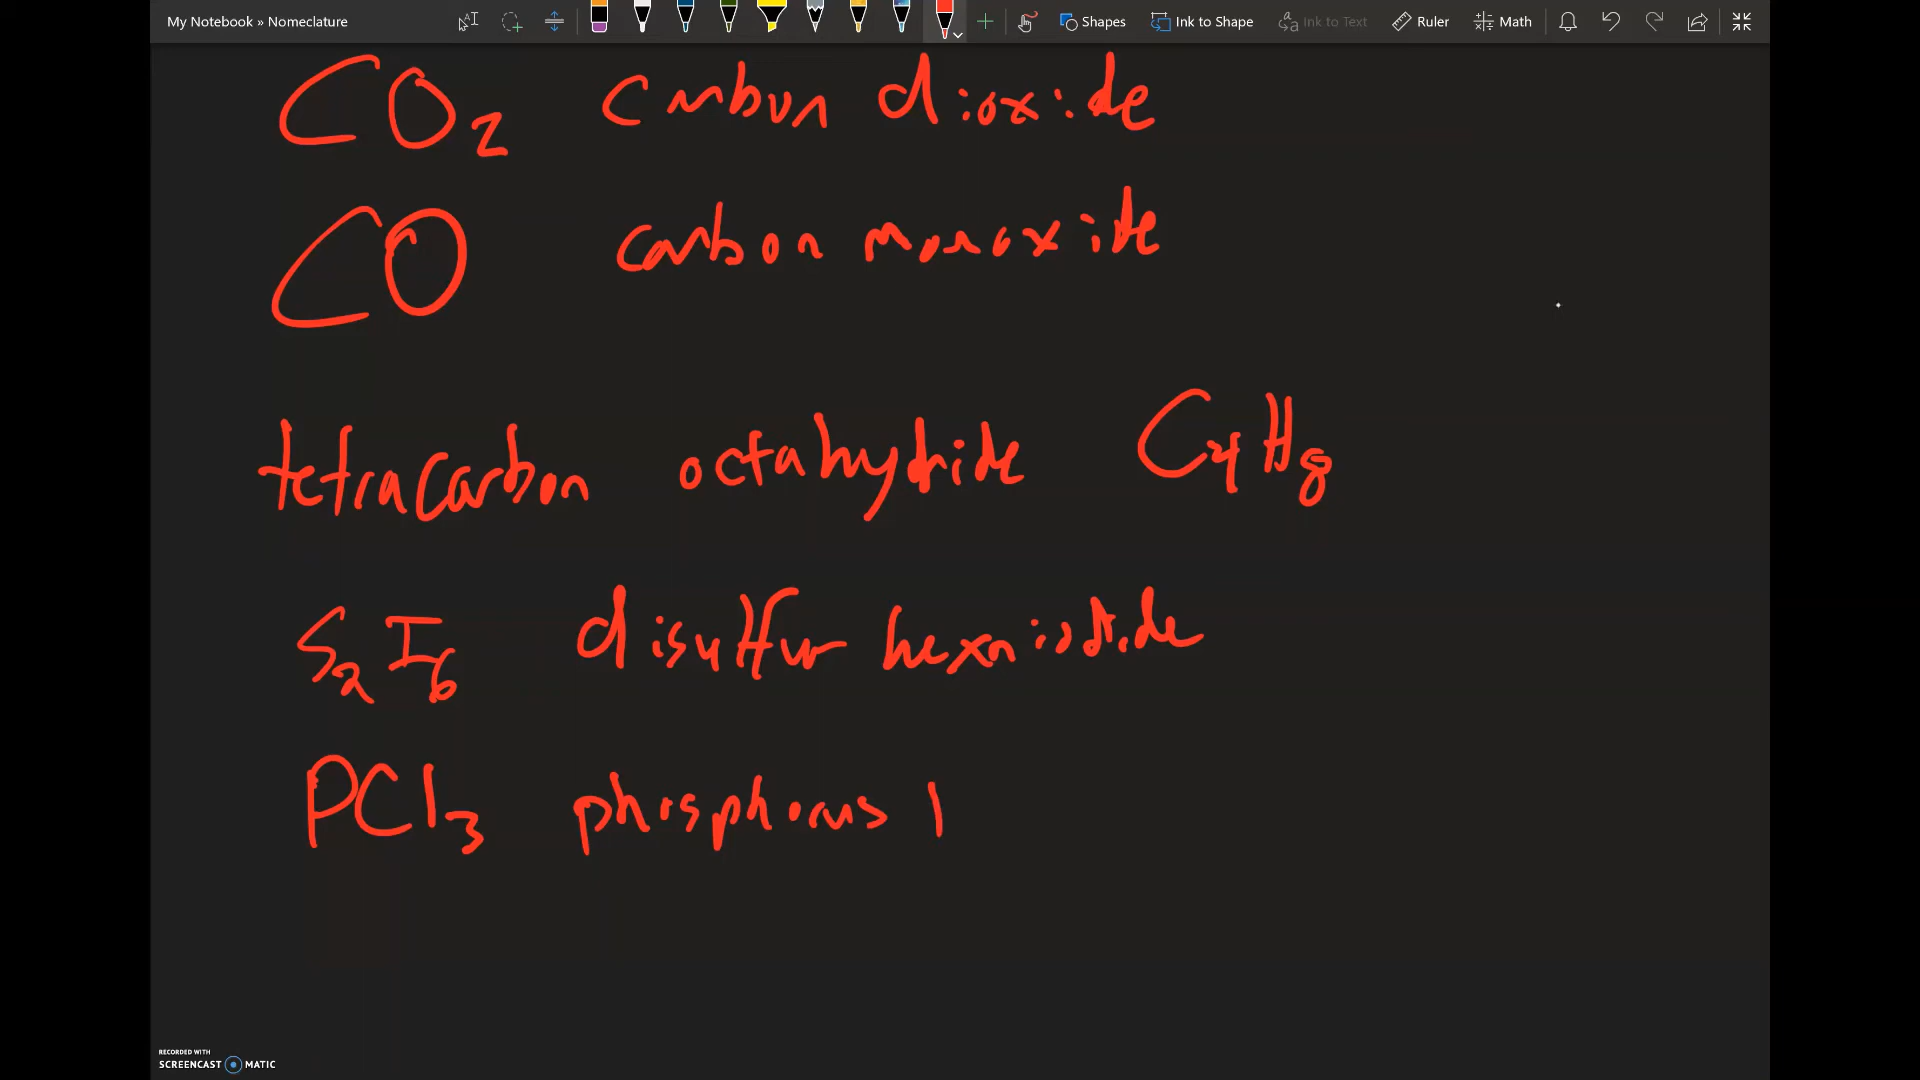 My Notebook » Nomeclature
Shapes Ink to Shape Ink to Text Ruler Math
CO₂ carbon dioxide
CO carbon monoxide
tetracarbon octahydride C₄H₈
S₂I₆ disulfur hexaiodide
PCl₃ phosphorus
RECORDED WITH
SCREENCAST MATIC